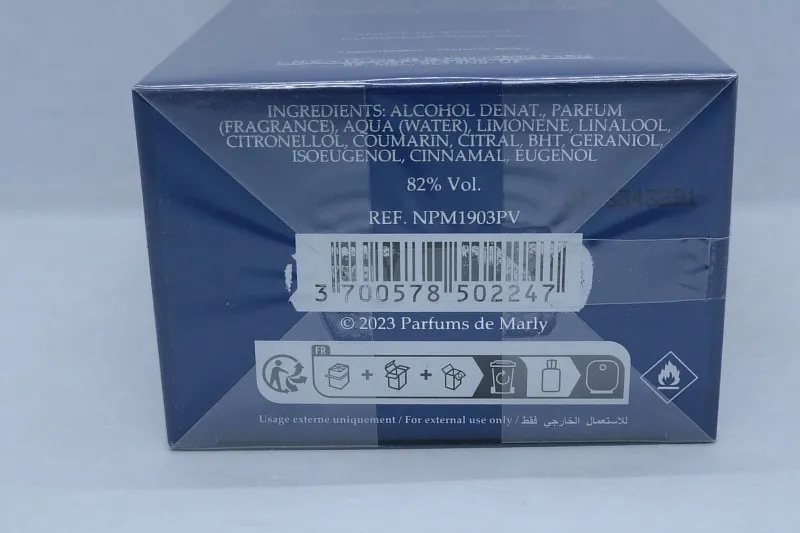 INGREDIENTS: ALCOHOL DENAT., PARFUM
(FRAGRANCE), AQUA (WATER), LIMONENE, LINALOOL,
CITRONELLOL, COUMARIN, CITRAL, BHT, GERANIOL,
ISOEUGENOL, CINNAMAL, EUGENOL
82% Vol.
LOT
REF. NPM1903PV
3 700578 502247
© 2023 Parfums de Marly
FR
Usage externe uniquement / For external use only / للاستعمال الخارجي فقط